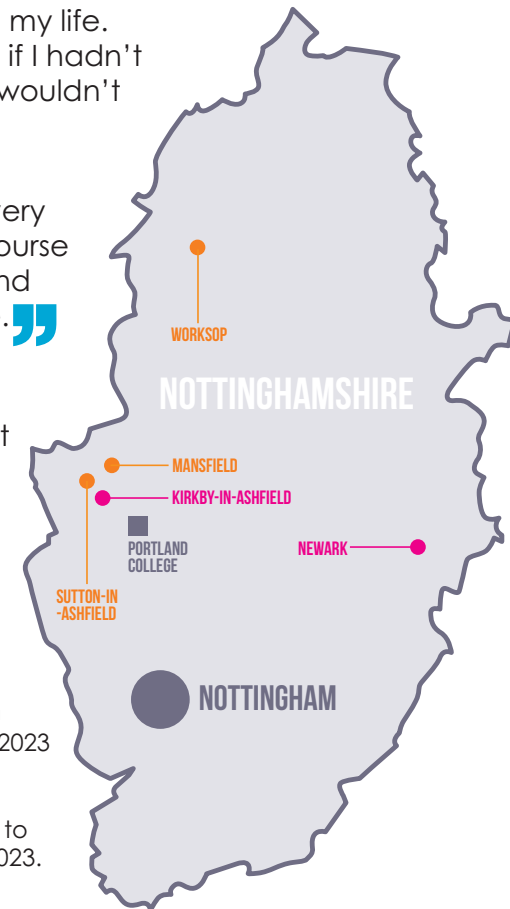 my life.
if I hadn't
wouldn't
very
ourse
nd
.”
t
2023
to
023.
WORKSOP
NOTTINGHAMSHIRE
MANSFIELD
KIRKBY-IN-ASHFIELD
PORTLAND
COLLEGE
NEWARK
SUTTON-IN
-ASHFIELD
NOTTINGHAM